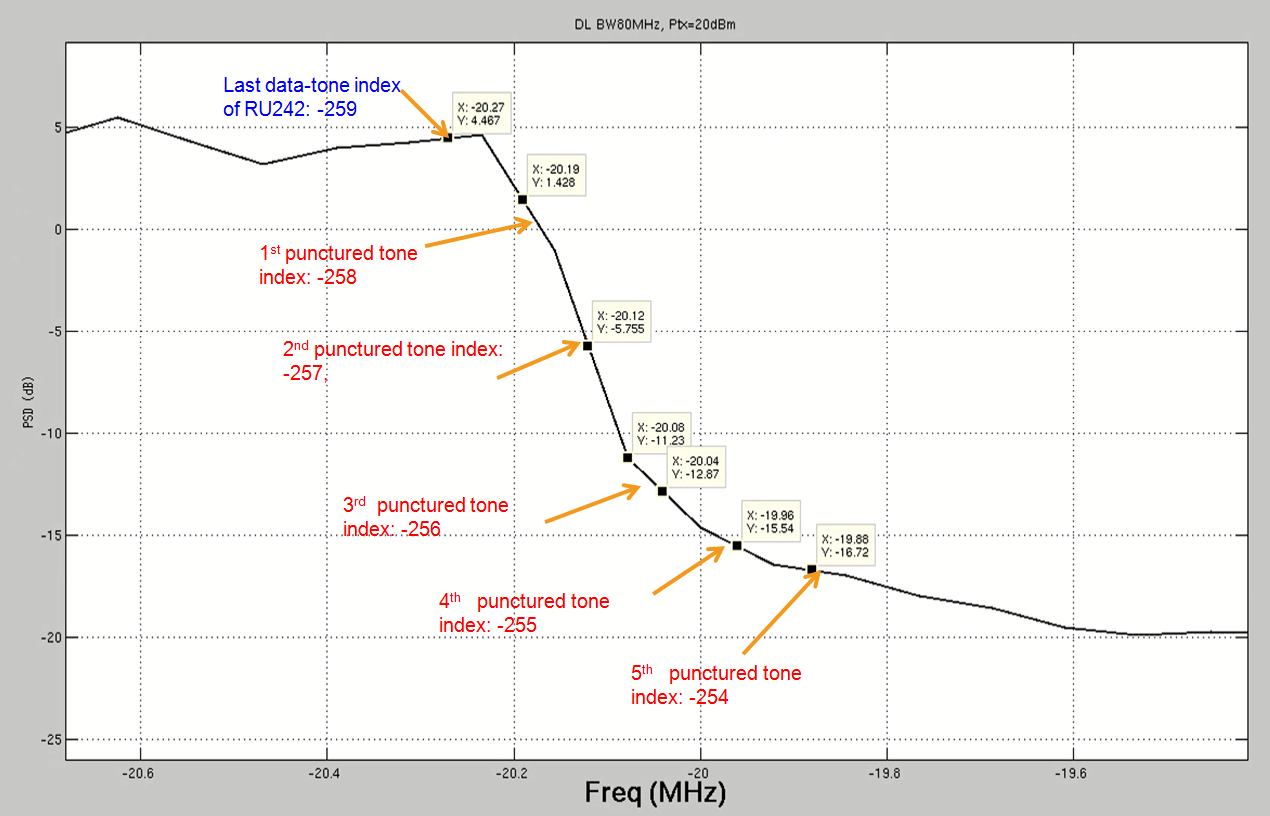 DL BW80MHz, Ptx=20dBm
Last data-tone index
of RU242: -259
X: -20.27
Y: 4.467
X: -20.19
Y: 1.428
1st punctured tone
index: -258
X: -20.12
Y: -5.755
2nd punctured tone index:
-257,
X: -20.08
Y: -11.23
X: -20.04
Y: -12.87
3rd punctured tone
index: -256
X: -19.96
Y: -15.54
X: -19.88
Y: -16.72
4th punctured tone
index: -255
5th punctured tone
index: -254
PSD (dB)
5
0
-5
-10
-15
-20
-25
-20.6
-20.4
-20.2
-20
-19.8
-19.6
Freq (MHz)